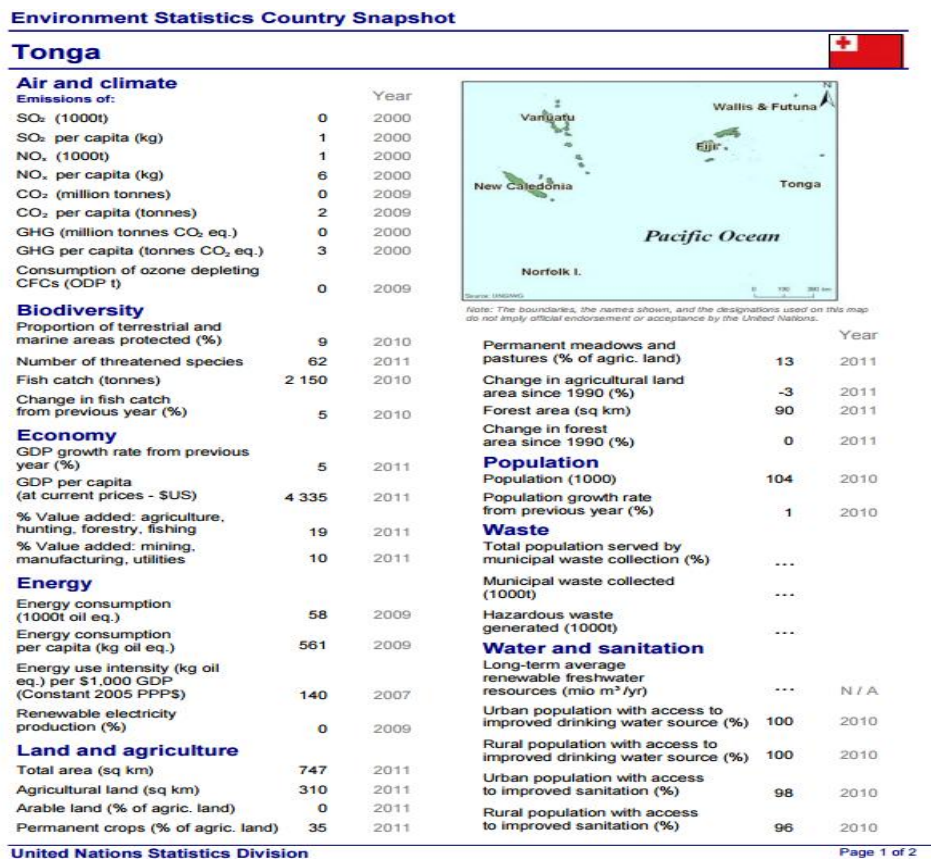 Environment Statistics Country Snapshot
Tonga
Air and climate
Emissions of:
Year
SO₂ (1000t) 0 2000
SO₂ per capita (kg) 1 2000
NOₓ (1000t) 1 2000
NOₓ per capita (kg) 6 2000
CO₂ (million tonnes) 0 2009
CO₂ per capita (tonnes) 2 2009
GHG (million tonnes CO₂ eq.) 0 2000
GHG per capita (tonnes CO₂ eq.) 3 2000
Consumption of ozone depleting
CFCs (ODP t) 0 2009
Biodiversity
Proportion of terrestrial and
marine areas protected (%) 9 2010
Number of threatened species 62 2011
Fish catch (tonnes) 2 150 2010
Change in fish catch
from previous year (%) 5 2010
Economy
GDP growth rate from previous
year (%) 5 2011
GDP per capita
(at current prices - $US) 4 335 2011
% Value added: agriculture,
hunting, forestry, fishing 19 2011
% Value added: mining,
manufacturing, utilities 10 2011
Energy
Energy consumption
(1000t oil eq.) 58 2009
Energy consumption
per capita (kg oil eq.) 561 2009
Energy use intensity (kg oil
eq.) per $1,000 GDP
(Constant 2005 PPP$) 140 2007
Renewable electricity
production (%) 0 2009
Land and agriculture
Total area (sq km) 747 2011
Agricultural land (sq km) 310 2011
Arable land (% of agric. land) 0 2011
Permanent crops (% of agric. land) 35 2011
N
Wallis & Futuna
Vanuatu
Fiji
New Caledonia
Tonga
Pacific Ocean
Norfolk I.
Source: UNGIWG
Note: The boundaries, the names shown, and the designations used on this map
do not imply official endorsement or acceptance by the United Nations.
Year
Permanent meadows and
pastures (% of agric. land) 13 2011
Change in agricultural land
area since 1990 (%) -3 2011
Forest area (sq km) 90 2011
Change in forest
area since 1990 (%) 0 2011
Population
Population (1000) 104 2010
Population growth rate
from previous year (%) 1 2010
Waste
Total population served by
municipal waste collection (%) ...
Municipal waste collected
(1000t) ...
Hazardous waste
generated (1000t) ...
Water and sanitation
Long-term average
renewable freshwater
resources (mio m³/yr) ... N / A
Urban population with access to
improved drinking water source (%) 100 2010
Rural population with access to
improved drinking water source (%) 100 2010
Urban population with access
to improved sanitation (%) 98 2010
Rural population with access
to improved sanitation (%) 96 2010
United Nations Statistics Division
Page 1 of 2